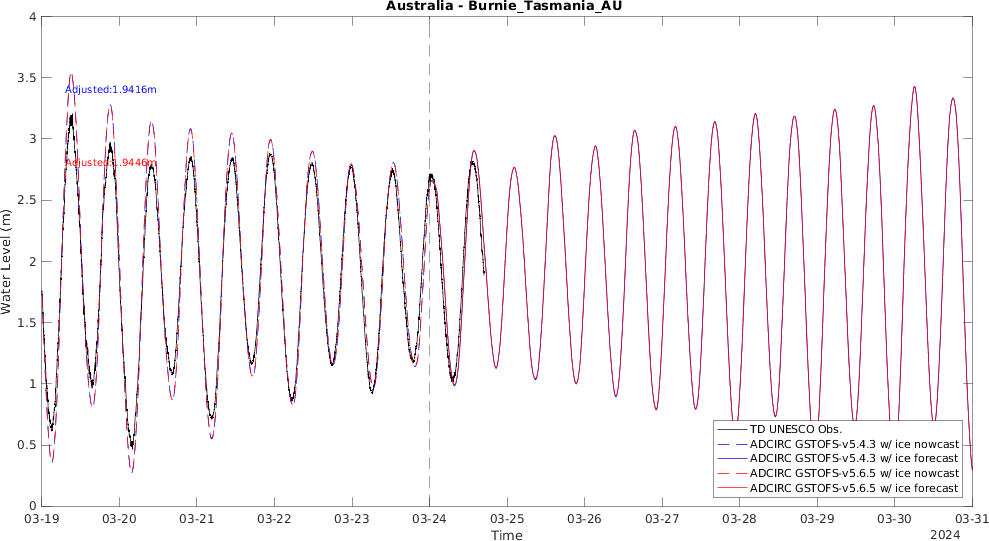 Australia - Burnie_Tasmania_AU
4
3.5
3
2.5
2
1.5
1
0.5
0
Water Level (m)
Adjusted:1.9416m
Adjusted:1.9446m
TD UNESCO Obs.
ADCIRC GSTOFS-v5.4.3 w/ ice nowcast
ADCIRC GSTOFS-v5.4.3 w/ ice forecast
ADCIRC GSTOFS-v5.6.5 w/ ice nowcast
ADCIRC GSTOFS-v5.6.5 w/ ice forecast
03-19 03-20 03-21 03-22 03-23 03-24 03-25 03-26 03-27 03-28 03-29 03-30 03-31
Time
2024